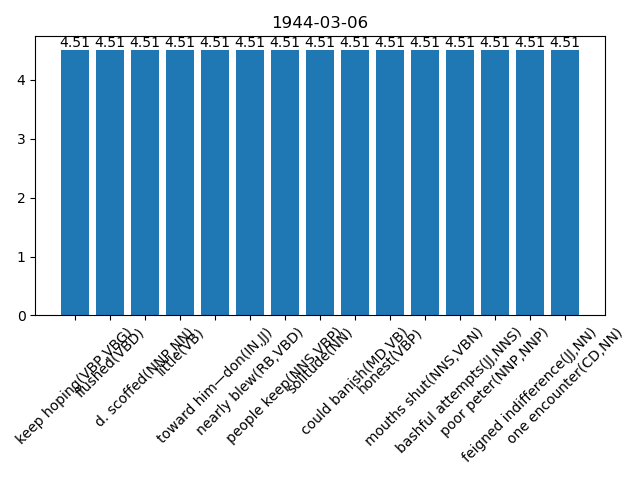 1944-03-06
4.51 4.51 4.51 4.51 4.51 4.51 4.51 4.51 4.51 4.51 4.51 4.51 4.51 4.51 4.51
4
3
2
1
0
keep hoping(VBP,VBG)
flushed(VBD)
d. scoffed(NNP,NN)
little(VB)
toward him—don(IN,JJ)
nearly blew(RB,VBD)
people keep(NNS,VBP)
solitude(NN)
could banish(MD,VB)
honest(VBP)
mouths shut(NNS,VBN)
bashful attempts(JJ,NNS)
poor peter(NNP,NNP)
feigned indifference(JJ,NN)
one encounter(CD,NN)